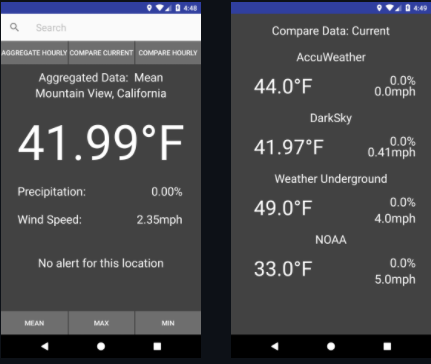 4:48
Search
AGGREGATE HOURLY COMPARE CURRENT COMPARE HOURLY
Aggregated Data: Mean
Mountain View, California
41.99°F
Precipitation: 0.00%
Wind Speed: 2.35mph
No alert for this location
MEAN MAX MIN
4:49
Compare Data: Current
AccuWeather
44.0°F 0.0%
0.0mph
DarkSky
41.97°F 0.0%
0.41mph
Weather Underground
49.0°F 0.0%
4.0mph
NOAA
33.0°F 0.0%
5.0mph